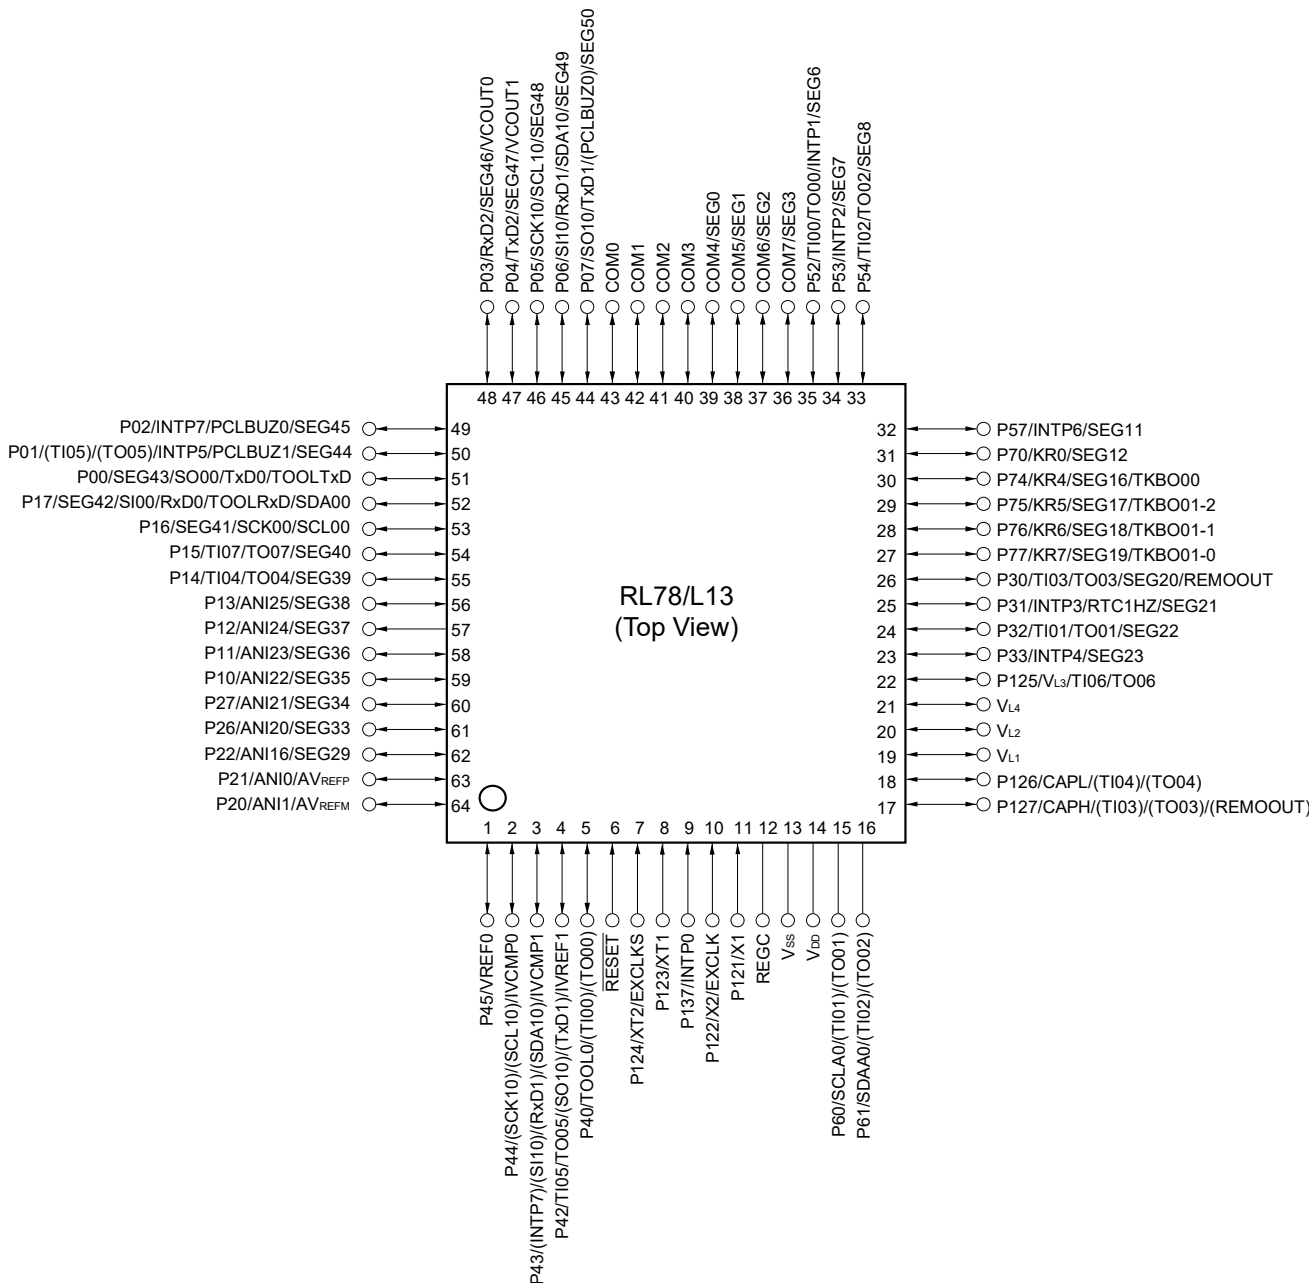 P03/RxD2/SEG46/VCOUT0
P04/TxD2/SEG47/VCOUT1
P05/SCK10/SCL10/SEG48
P06/SI10/RxD1/SDA10/SEG49
P07/SO10/TxD1/(PCLBUZ0)/SEG50
COM0
COM1
COM2
COM3
COM4/SEG0
COM5/SEG1
COM6/SEG2
COM7/SEG3
P52/TI00/TO00/INTP1/SEG6
P53/INTP2/SEG7
P54/TI02/TO02/SEG8
48 47 46 45 44 43 42 41 40 39 38 37 36 35 34 33
P02/INTP7/PCLBUZ0/SEG45 49
P01/(TI05)/(TO05)/INTP5/PCLBUZ1/SEG44 50
P00/SEG43/SO00/TxD0/TOOLTxD 51
P17/SEG42/SI00/RxD0/TOOLRxD/SDA00 52
P16/SEG41/SCK00/SCL00 53
P15/TI07/TO07/SEG40 54
P14/TI04/TO04/SEG39 55
P13/ANI25/SEG38 56
P12/ANI24/SEG37 57
P11/ANI23/SEG36 58
P10/ANI22/SEG35 59
P27/ANI21/SEG34 60
P26/ANI20/SEG33 61
P22/ANI16/SEG29 62
P21/ANI0/AVREFP 63
P20/ANI1/AVREFM 64
RL78/L13
(Top View)
32 P57/INTP6/SEG11
31 P70/KR0/SEG12
30 P74/KR4/SEG16/TKBO00
29 P75/KR5/SEG17/TKBO01-2
28 P76/KR6/SEG18/TKBO01-1
27 P77/KR7/SEG19/TKBO01-0
26 P30/TI03/TO03/SEG20/REMOOUT
25 P31/INTP3/RTC1HZ/SEG21
24 P32/TI01/TO01/SEG22
23 P33/INTP4/SEG23
22 P125/VL3/TI06/TO06
21 VL4
20 VL2
19 VL1
18 P126/CAPL/(TI04)/(TO04)
17 P127/CAPH/(TI03)/(TO03)/(REMOOUT)
1 2 3 4 5 6 7 8 9 10 11 12 13 14 15 16
P45/VREF0
P44/(SCK10)/(SCL10)/IVCMP0
P43/(INTP7)/(SI10)/(RxD1)/(SDA10)/IVCMP1
P42/TI05/TO05/(SO10)/(TxD1)/IVREF1
P40/TOOL0/(TI00)/(TO00)
RESET
P124/XT2/EXCLKS
P123/XT1
P137/INTP0
P122/X2/EXCLK
P121/X1
REGC
VSS
VDD
P60/SCLA0/(TI01)/(TO01)
P61/SDAA0/(TI02)/(TO02)